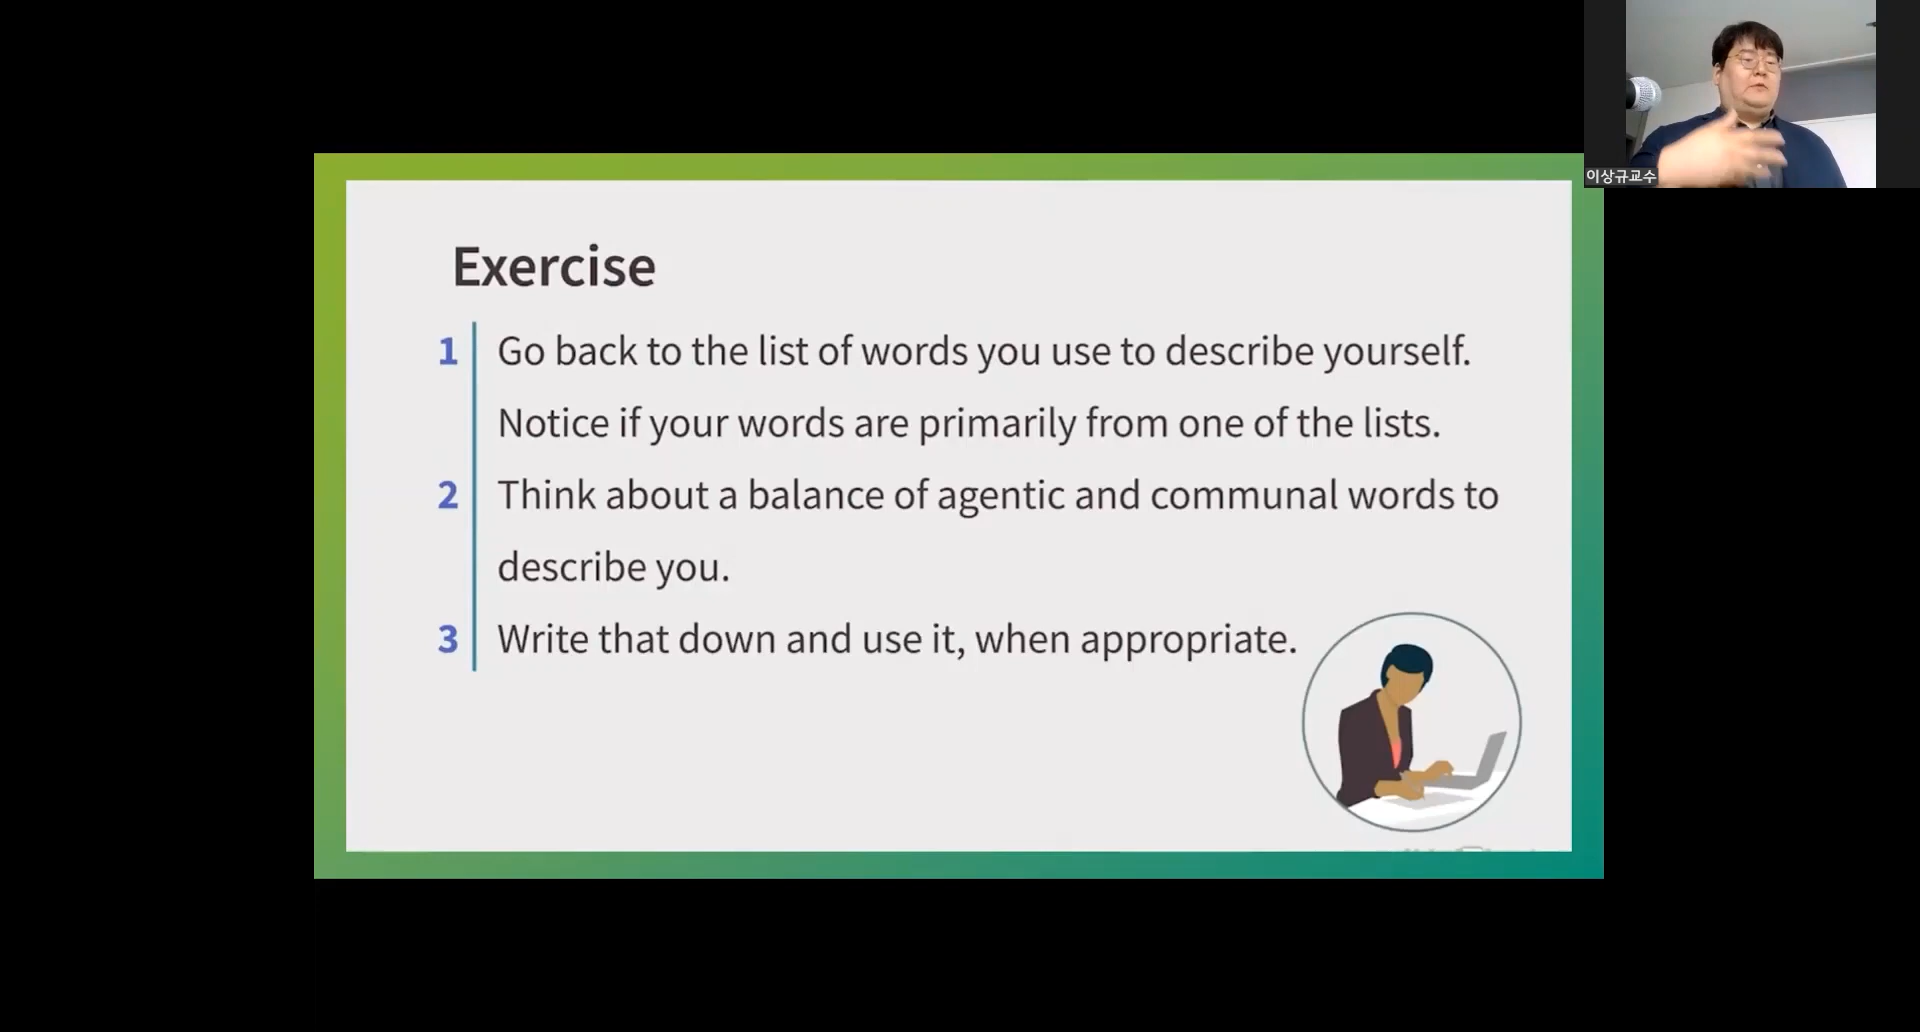 이상규교수
Exercise
1 Go back to the list of words you use to describe yourself.
Notice if your words are primarily from one of the lists.
2 Think about a balance of agentic and communal words to
describe you.
3 Write that down and use it, when appropriate.